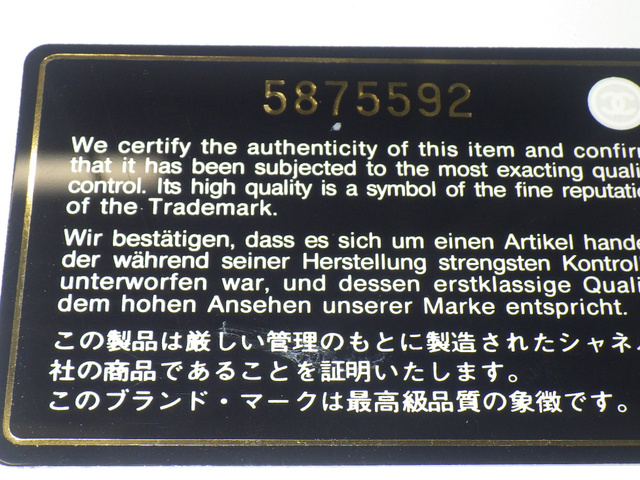 5875592
We certify the authenticity of this item and confirm
that it has been subjected to the most exacting quali
control. Its high quality is a symbol of the fine reputatio
of the Trademark.
Wir bestätigen, dass es sich um einen Artikel hande
der während seiner Herstellung strengsten Kontroll
unterworfen war, und dessen erstklassige Quali
dem hohen Ansehen unserer Marke entspricht.
この製品は厳しい管理のもとに製造されたシャネル
社の商品であることを証明いたします。
このブランド・マークは最高級品質の象徴です。